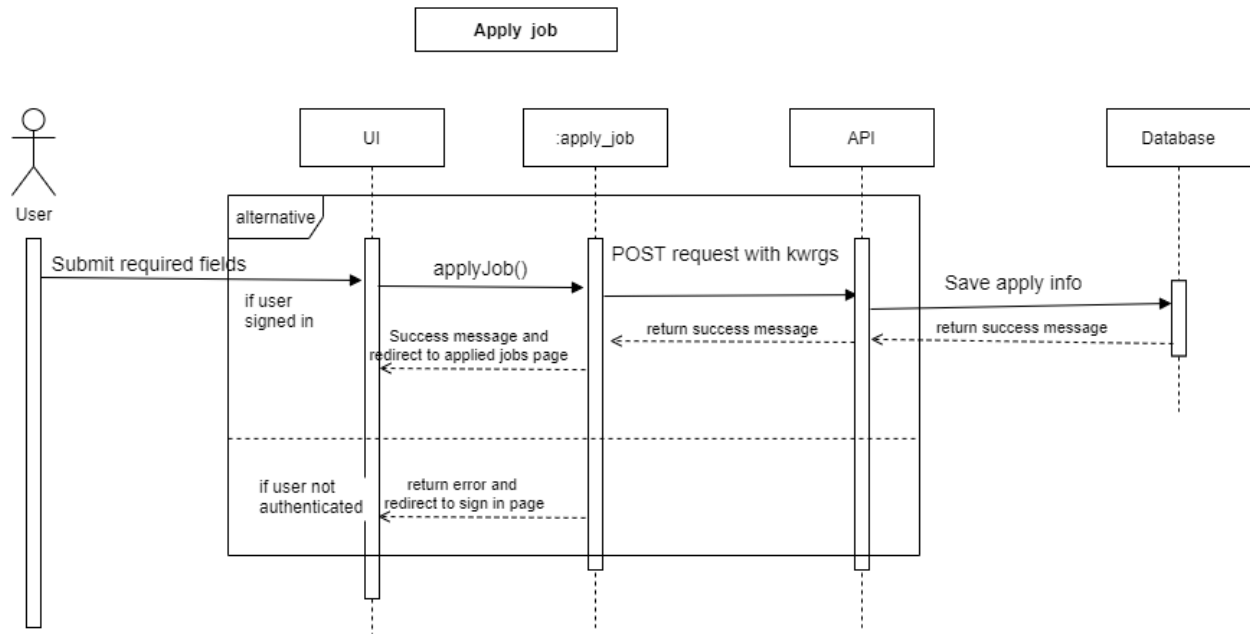 Apply job
UI
:apply_job
API
Database
User
alternative
Submit required fields
applyJob()
POST request with kwrgs
Save apply info
if user
signed in
Success message and
redirect to applied jobs page
return success message
return success message
if user not
authenticated
return error and
redirect to sign in page